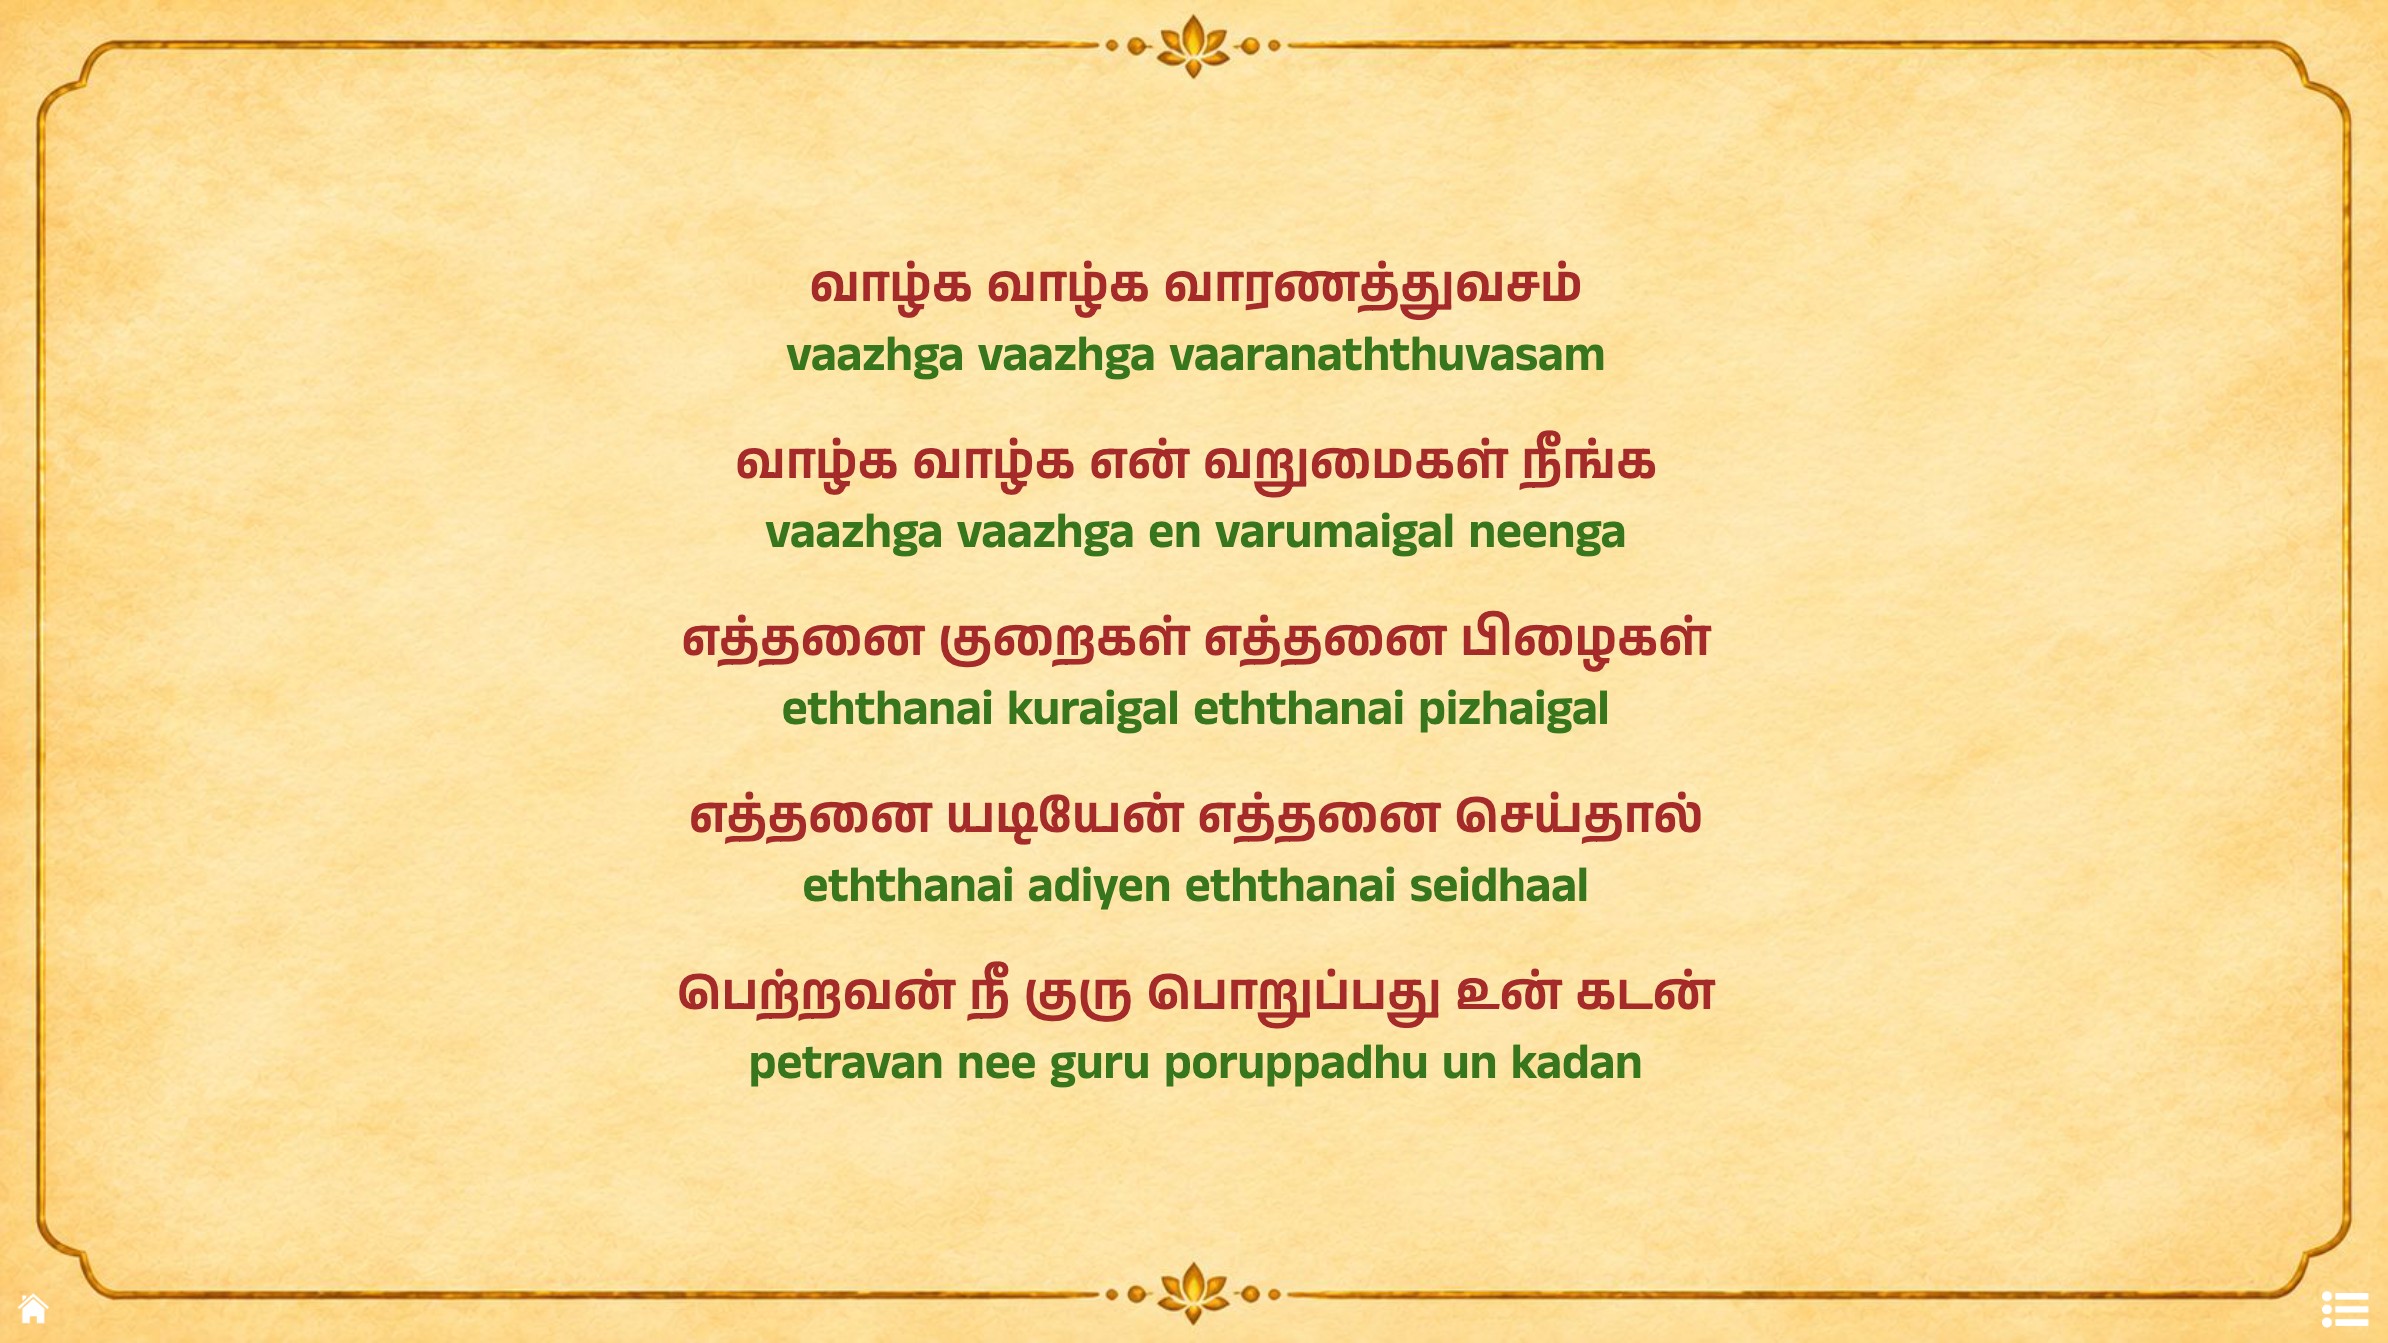 வாழ்க வாழ்க வாரணத்துவசம்
vaazhga vaazhga vaaranaththuvasam
வாழ்க வாழ்க என் வறுமைகள் நீங்க
vaazhga vaazhga en varumaigal neenga
எத்தனை குறைகள் எத்தனை பிழைகள்
eththanai kuraigal eththanai pizhaigal
எத்தனை யடியேன் எத்தனை செய்தால்
eththanai adiyen eththanai seidhaal
பெற்றவன் நீ குரு பொறுப்பது உன் கடன்
petravan nee guru poruppadhu un kadan